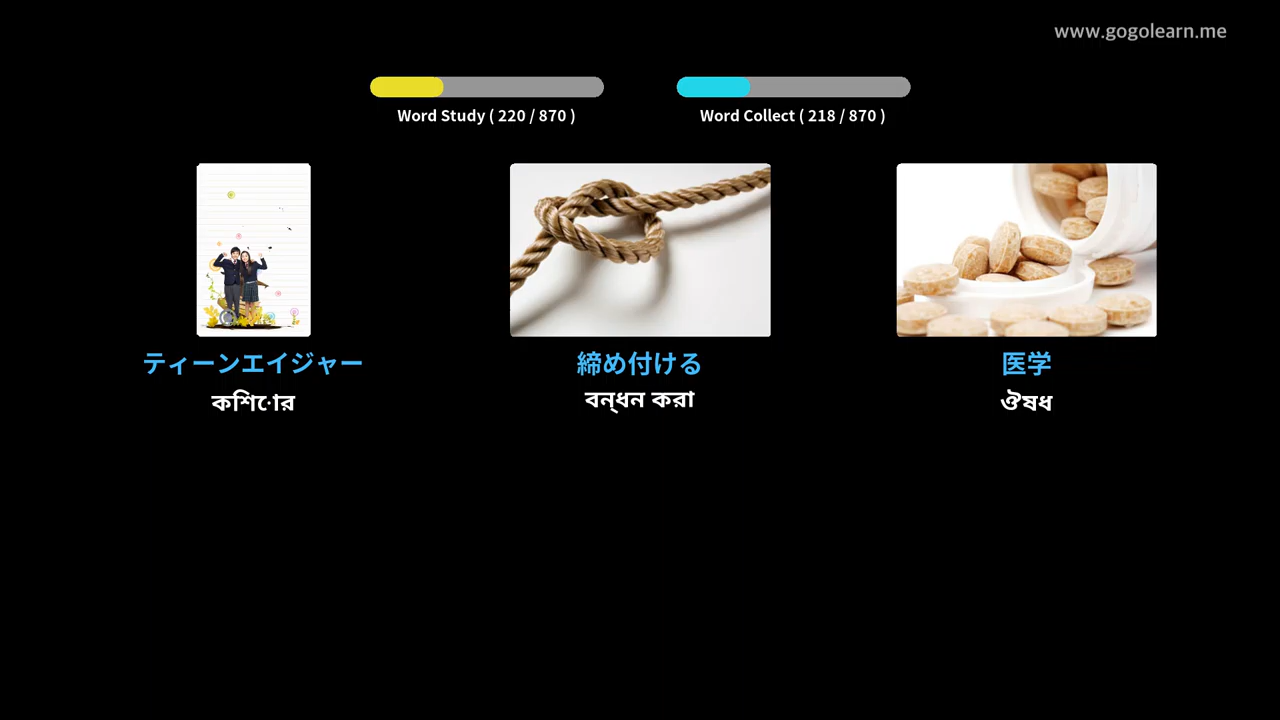 www.gogolearn.me
Word Study ( 220 / 870 )
Word Collect ( 218 / 870 )
ティーンエイジャー
締め付ける
医学
কিশোর
বন্ধন করা
ঔষধ